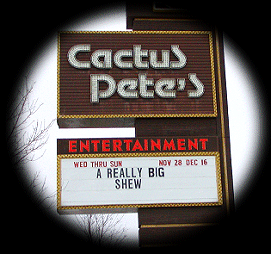 Cactus
Pete's
ENTERTAINMENT
WED THRU SUN NOV 28 DEC 16
A REALLY BIG
SHEW